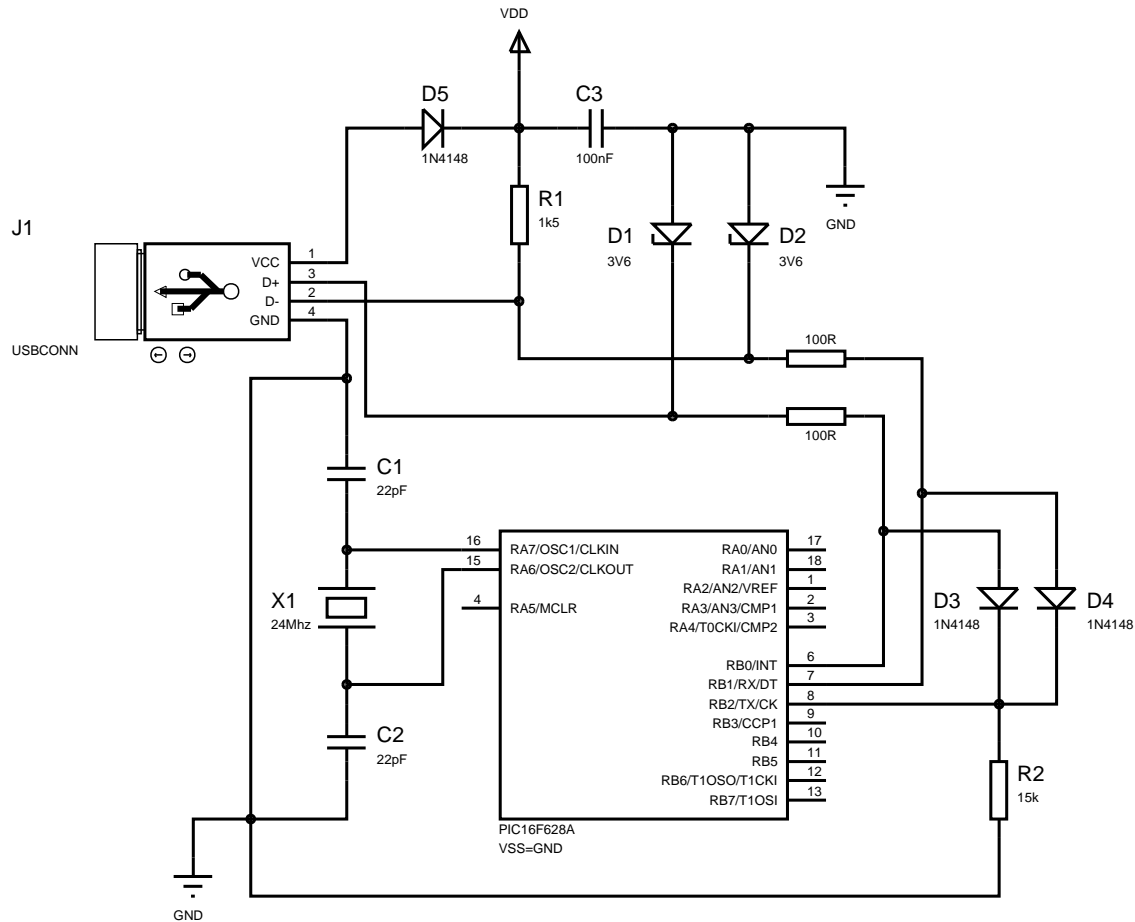 VDD
D5
1N4148
C3
100nF
R1
1k5
GND
D1
3V6
D2
3V6
J1
USBCONN
VCC 1
D+ 3
D- 2
GND 4
100R
100R
C1
22pF
X1
24Mhz
C2
22pF
16 RA7/OSC1/CLKIN
15 RA6/OSC2/CLKOUT
4 RA5/MCLR
RA0/AN0 17
RA1/AN1 18
RA2/AN2/VREF 1
RA3/AN3/CMP1 2
RA4/T0CKI/CMP2 3
RB0/INT 6
RB1/RX/DT 7
RB2/TX/CK 8
RB3/CCP1 9
RB4 10
RB5 11
RB6/T1OSO/T1CKI 12
RB7/T1OSI 13
PIC16F628A
VSS=GND
D3
1N4148
D4
1N4148
R2
15k
GND